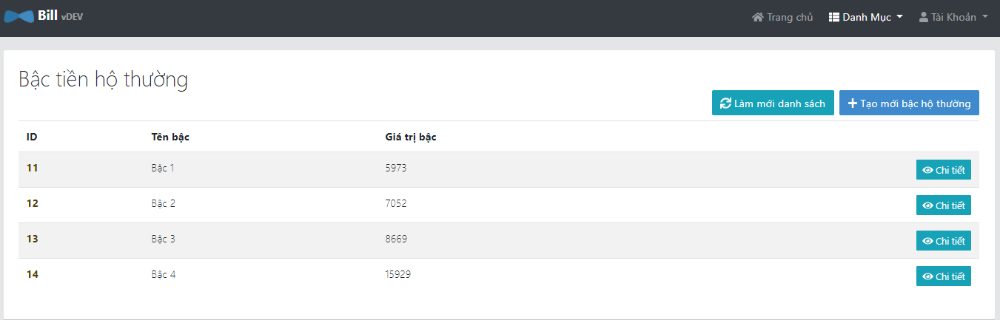 Bill vDEV Trang chủ Danh Mục Tài Khoản
Bậc tiền hộ thường
Làm mới danh sách Tạo mới bậc hộ thường
ID Tên bậc Giá trị bậc
11 Bậc 1 5973 Chi tiết
12 Bậc 2 7052 Chi tiết
13 Bậc 3 8669 Chi tiết
14 Bậc 4 15929 Chi tiết